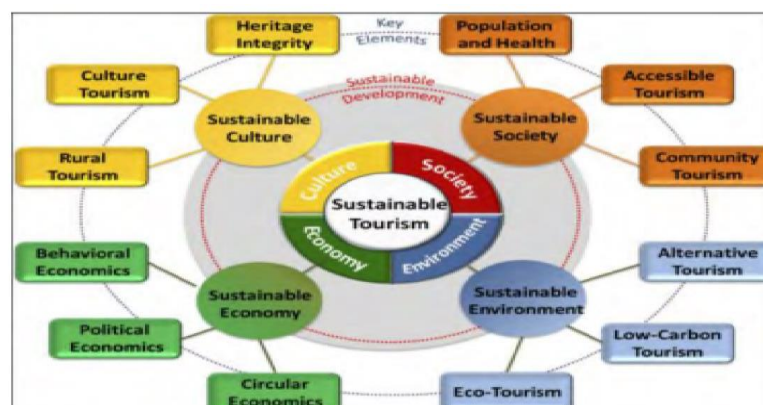 Heritage
Integrity
Key
Elements
Population
and Health
Culture
Tourism
Sustainable
Development
Accessible
Tourism
Sustainable
Culture
Sustainable
Society
Rural
Tourism
Culture
Society
Community
Tourism
Sustainable
Tourism
Behavioral
Economics
Economy
Environment
Alternative
Tourism
Sustainable
Economy
Sustainable
Environment
Political
Economics
Low-Carbon
Tourism
Circular
Economics
Eco-Tourism